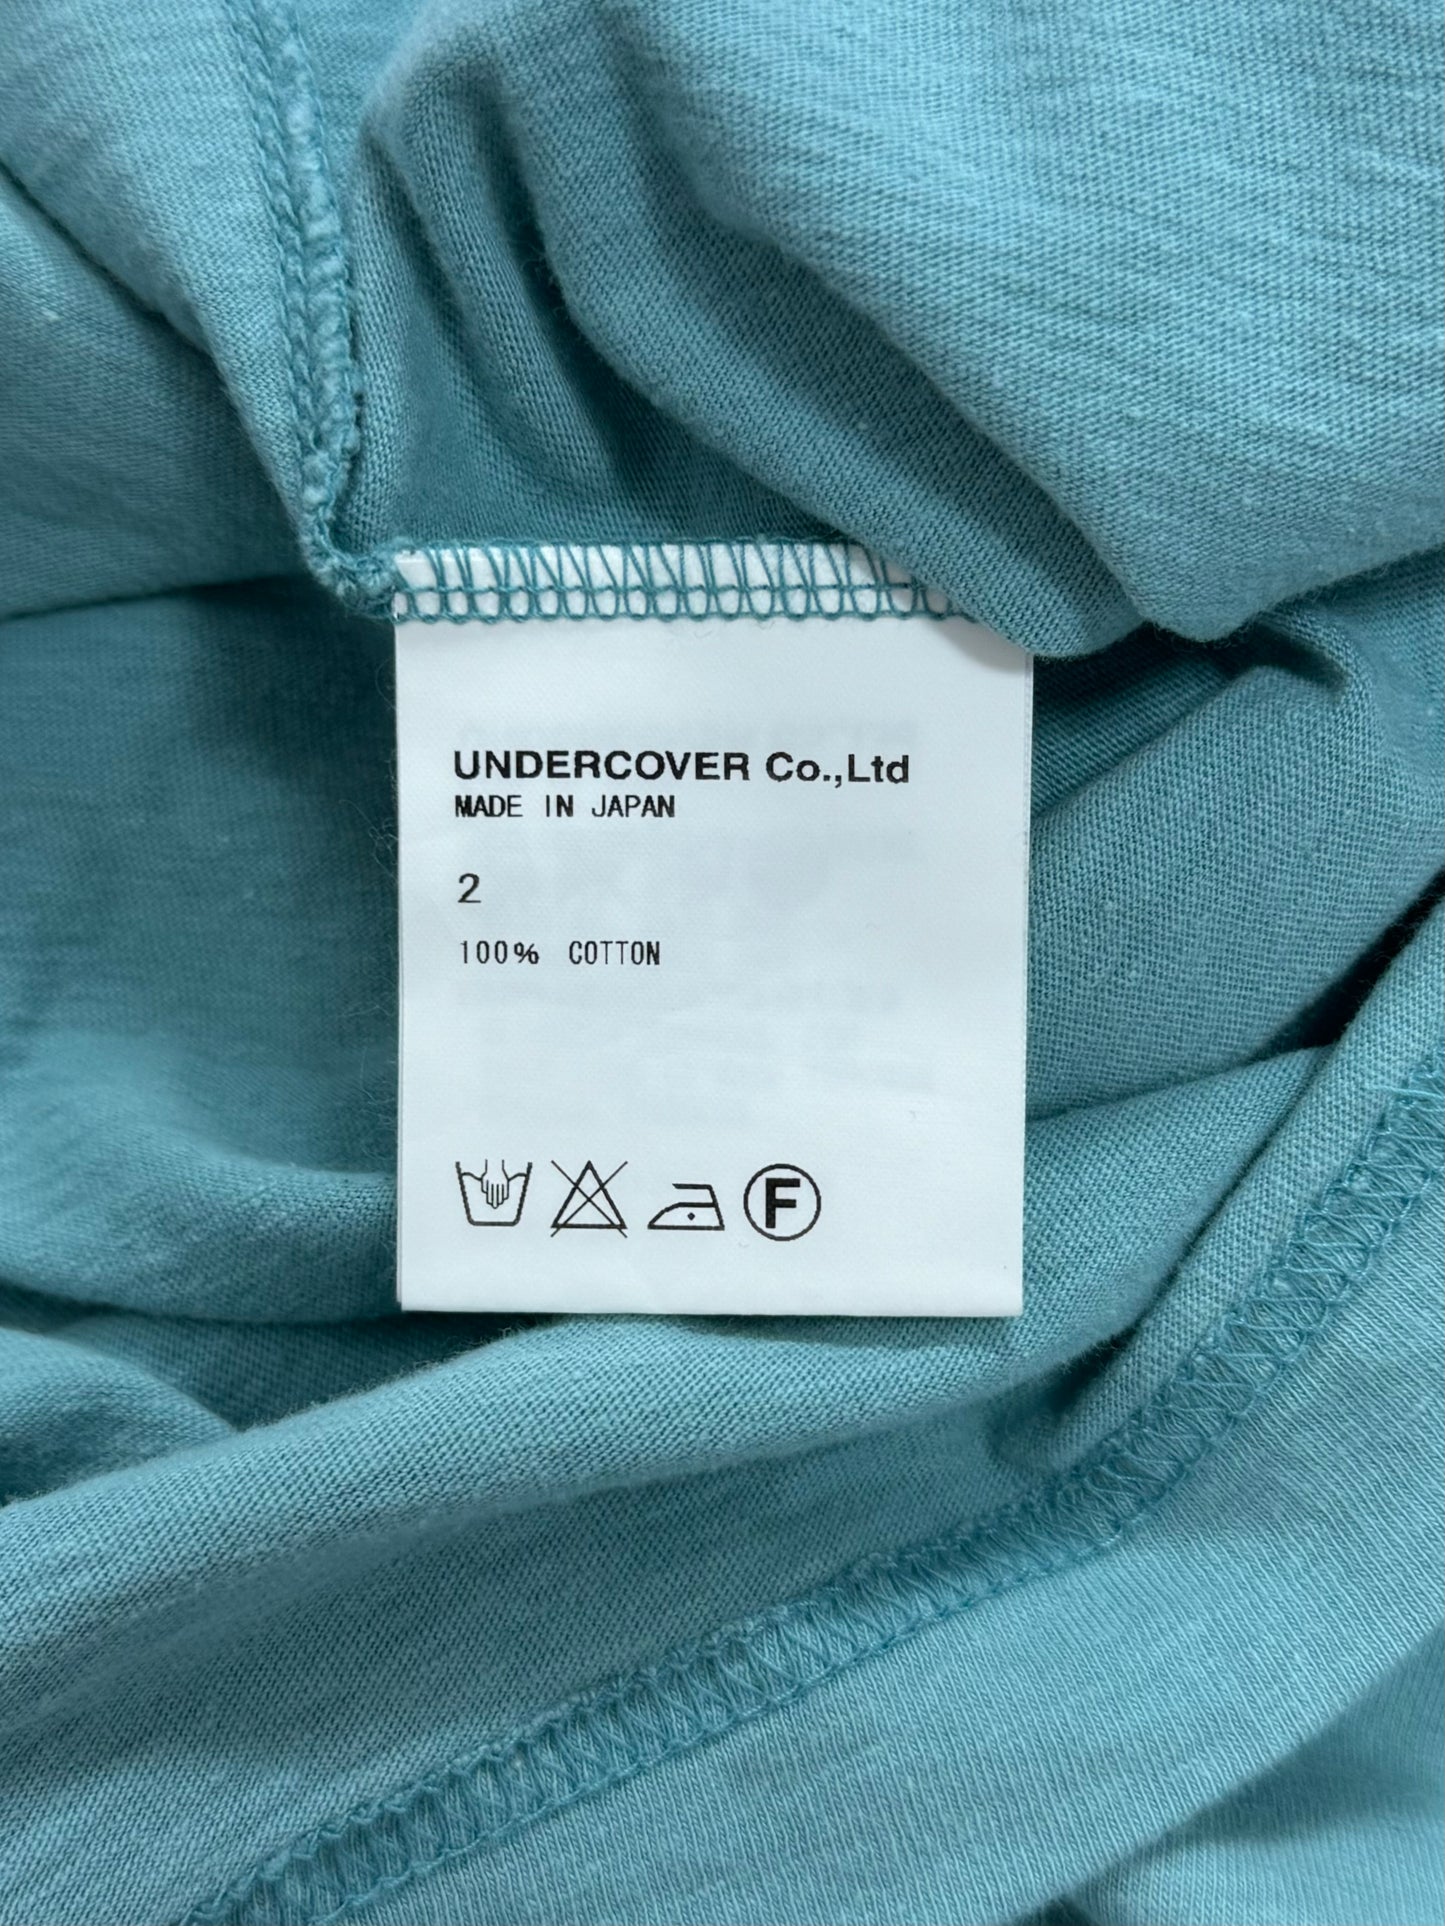 UNDERCOVER Co.,Ltd
MADE IN JAPAN
2
100% COTTON
F